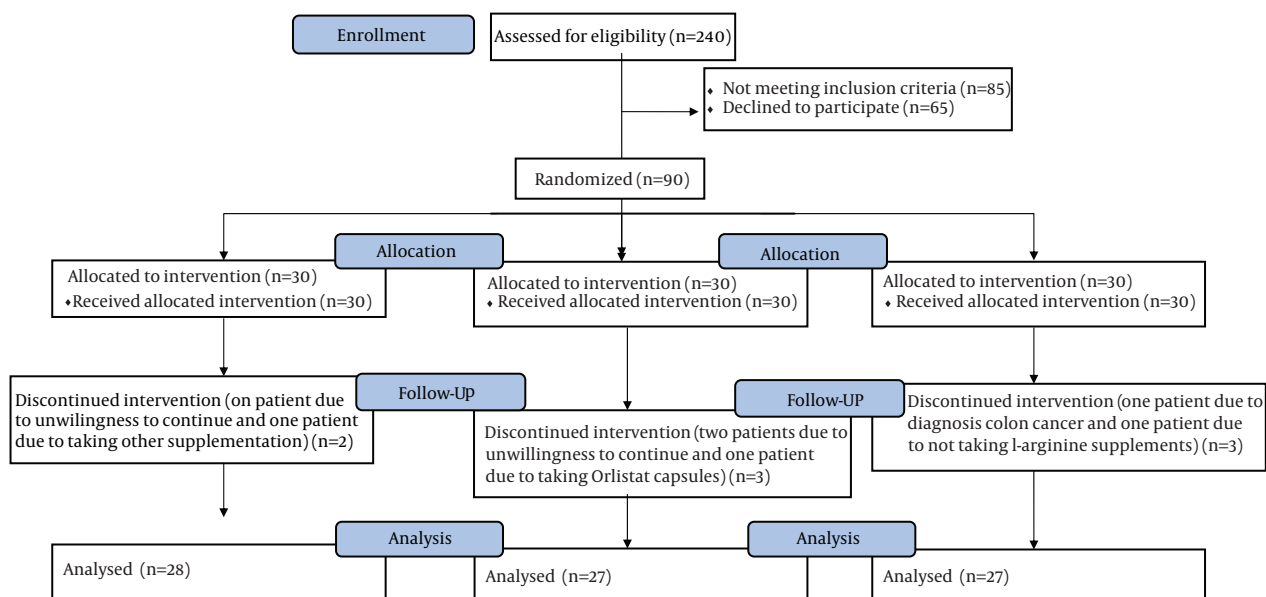 Enrollment
Assessed for eligibility (n=240)
♦ Not meeting inclusion criteria (n=85)
♦ Declined to participate (n=65)
Randomized (n=90)
Allocation
Allocation
Allocated to intervention (n=30)
♦Received allocated intervention (n=30)
Allocated to intervention (n=30)
♦ Received allocated intervention (n=30)
Allocated to intervention (n=30)
♦ Received allocated intervention (n=30)
Follow-Up
Follow-UP
Discontinued intervention (on patient due
to unwilingness to continue and one patient
due to taking other supplementation) (n=2)
Discontinued intervention (two patients due to
unwilingness to continue and one patient
due to taking Orlistat capsules) (n=3)
Discontinued intervention (one patient due to
diagnosis colon cancer and one patient due
to not taking l-arginine supplements) (n=3)
Analysis
Analysis
Analysed (n=28)
Analysed (n=27)
Analysed (n=27)